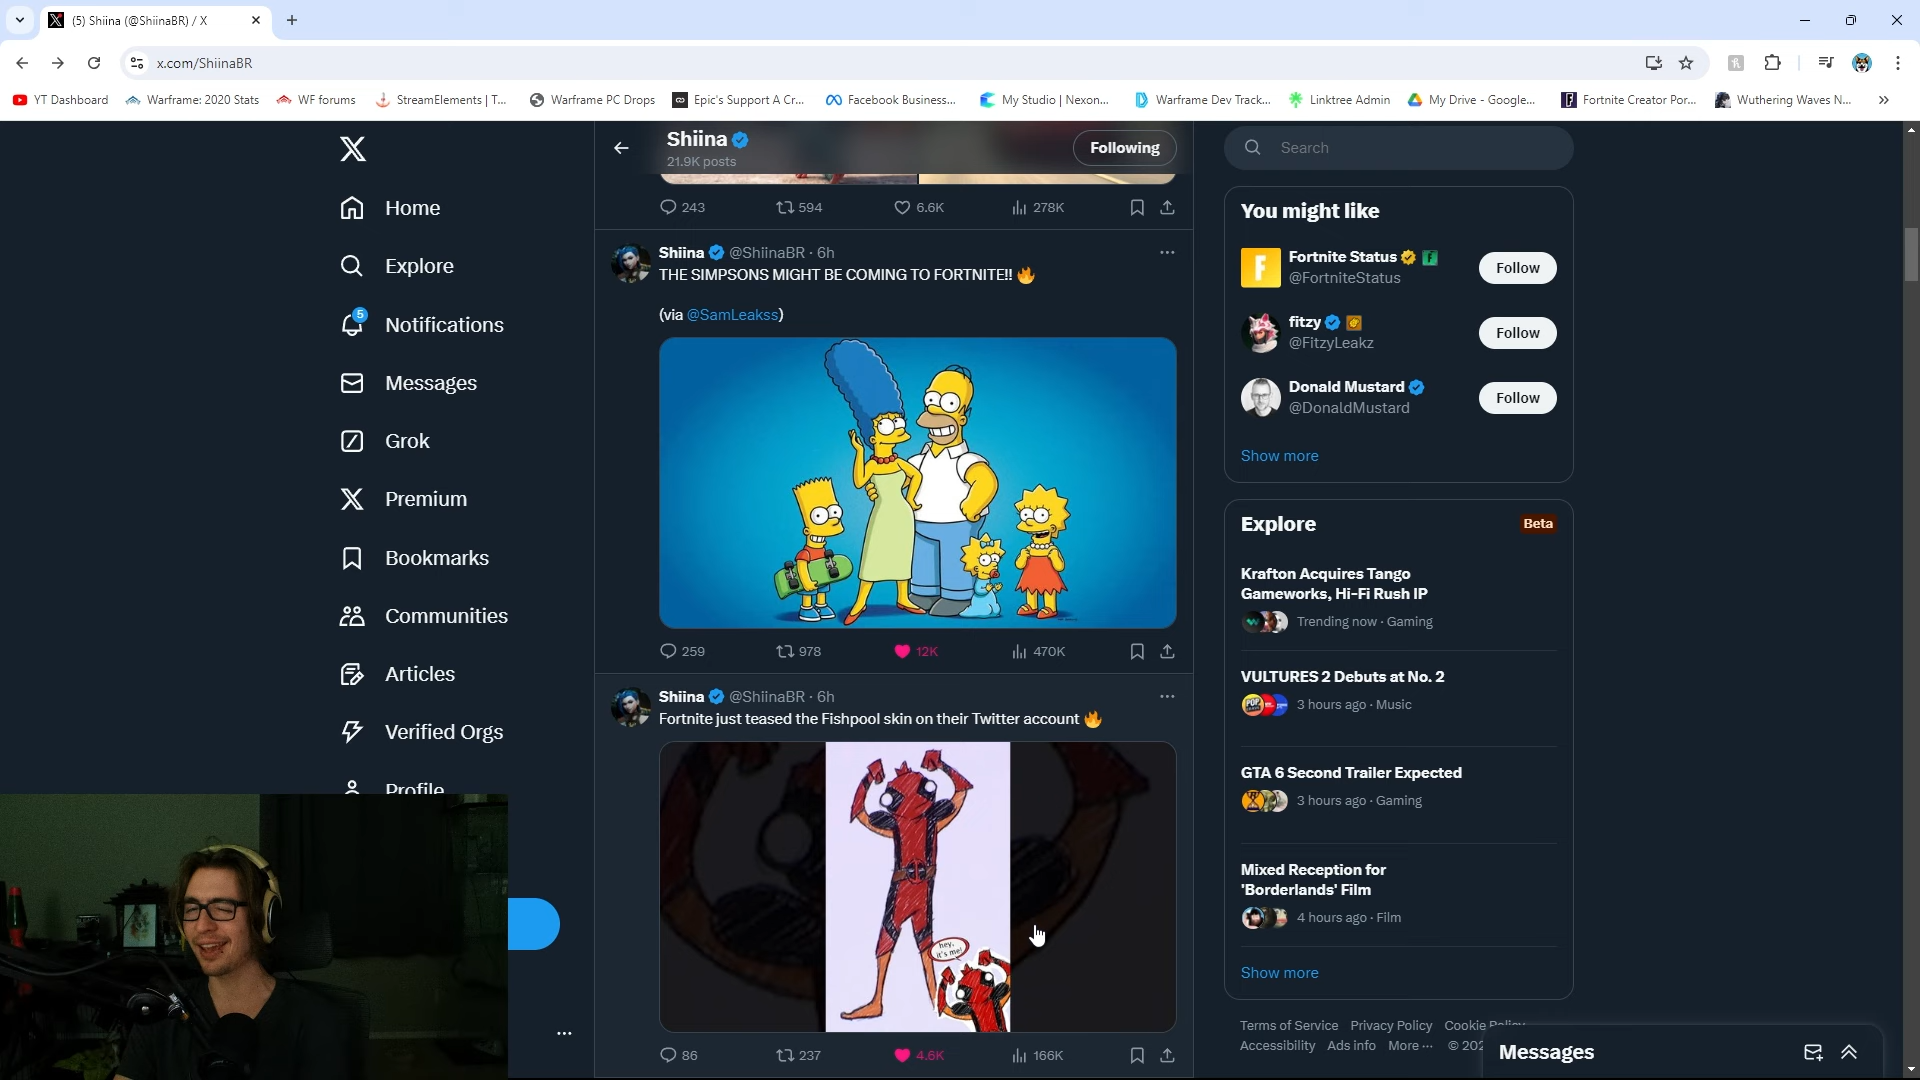 (5) Shiina (@ShiinaBR) / X
x.com/ShiinaBR
YT Dashboard
Warframe: 2020 Stats
WF forums
StreamElements | T...
Warframe PC Drops
Epic's Support A Cr...
Facebook Business...
My Studio | Nexon...
Warframe Dev Track...
Linktree Admin
My Drive - Google...
Fortnite Creator Por...
Wuthering Waves N...
Home
Explore
5
Notifications
Messages
Grok
Premium
Bookmarks
Communities
Articles
Verified Orgs
Profile
Shiina
21.9K posts
Following
243 594 6.6K 278K
Shiina @ShiinaBR · 6h
THE SIMPSONS MIGHT BE COMING TO FORTNITE!! 🔥
(via @SamLeakss)
259 978 12K 470K
Shiina @ShiinaBR · 6h
Fortnite just teased the Fishpool skin on their Twitter account 🔥
hey,
it's me!
86 237 4.6K 166K
Search
You might like
Fortnite Status
@FortniteStatus
Follow
fitzy
@FitzyLeakz
Follow
Donald Mustard
@DonaldMustard
Follow
Show more
Explore
Beta
Krafton Acquires Tango
Gameworks, Hi-Fi Rush IP
Trending now · Gaming
VULTURES 2 Debuts at No. 2
3 hours ago · Music
GTA 6 Second Trailer Expected
3 hours ago · Gaming
Mixed Reception for
'Borderlands' Film
4 hours ago · Film
Show more
Terms of Service Privacy Policy Cookie Policy
Accessibility Ads info More ··· © 202
Messages